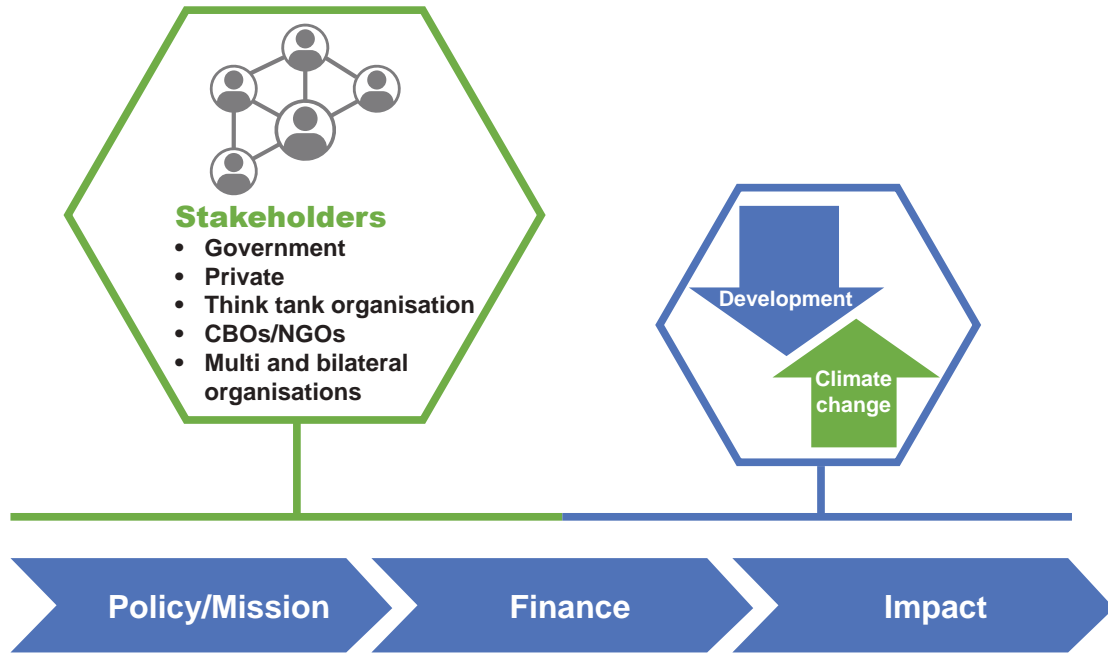 Stakeholders
• Government
• Private
• Think tank organisation
• CBOs/NGOs
• Multi and bilateral
organisations
Development
Climate
change
Policy/Mission
Finance
Impact